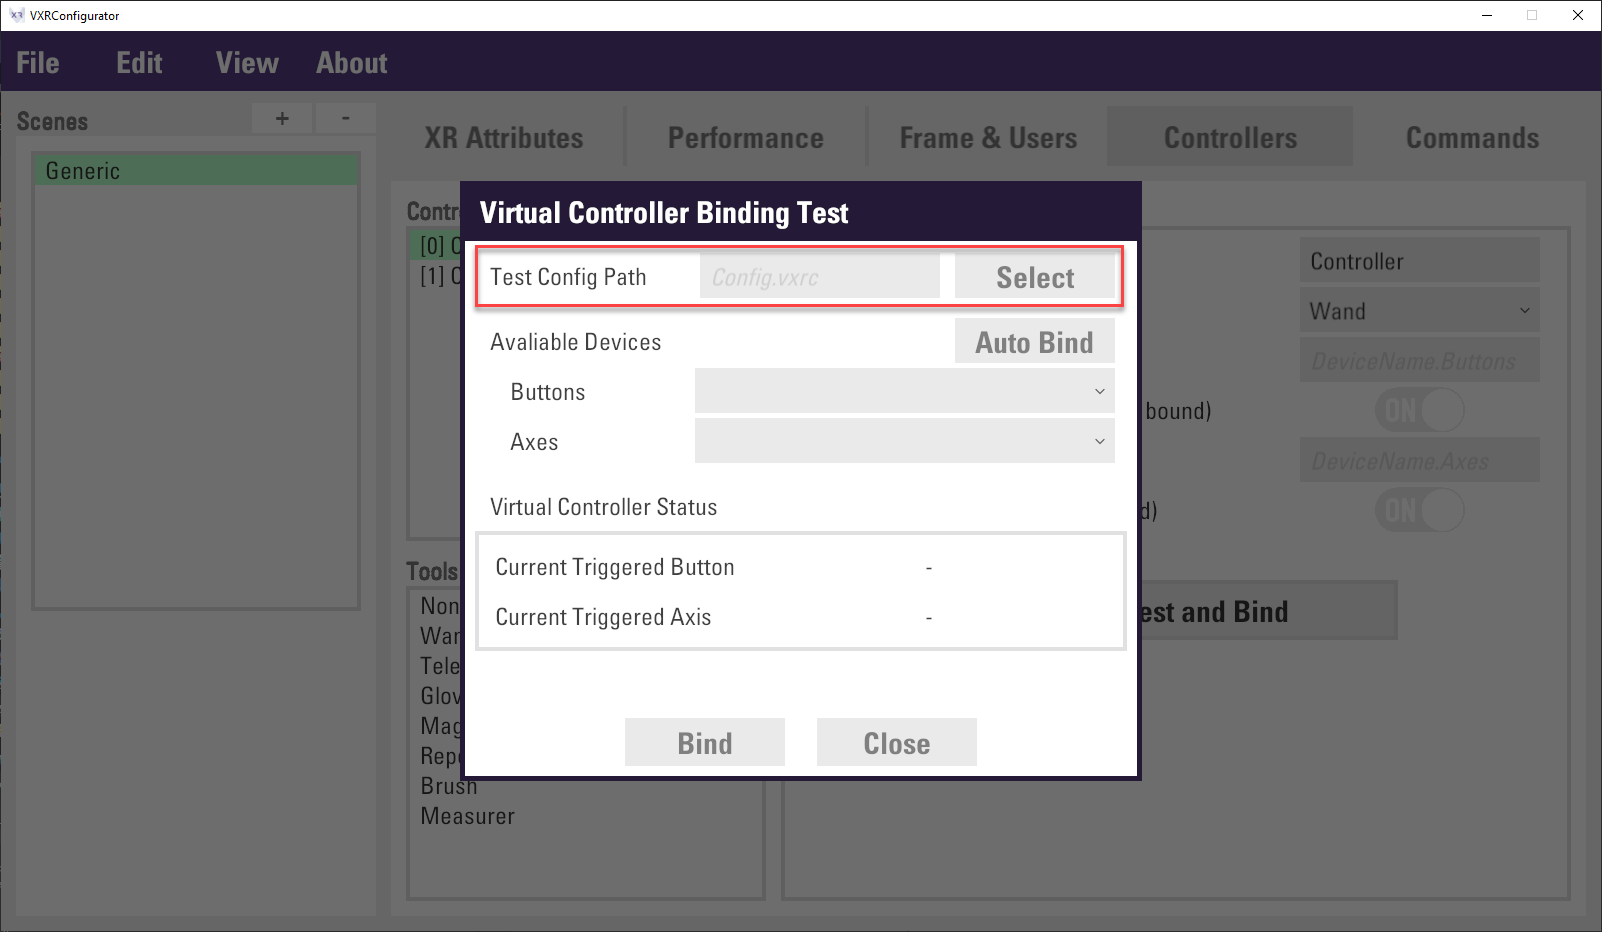 VXRConfigurator
File Edit View About
Scenes + -
Generic
XR Attributes Performance Frame & Users Controllers Commands
Contr
[0] C
[1] C
Controller
Wand
DeviceName.Buttons
bound)
ON
DeviceName.Axes
d)
ON
est and Bind
Virtual Controller Binding Test
Test Config Path Config.vxrc Select
Avaliable Devices Auto Bind
Buttons
Axes
Virtual Controller Status
Current Triggered Button -
Current Triggered Axis -
Bind Close
Tools
Non
War
Tele
Glov
Mag
Repo
Brush
Measurer